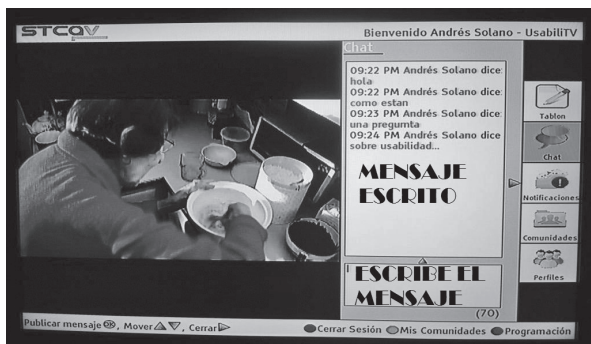 STCAV
Bienvenido Andrés Solano - UsabiliTV
Chat
09:22 PM Andrés Solano dice:
hola
09:22 PM Andrés Solano dice:
como estan
09:23 PM Andrés Solano dice:
una pregumta
09:24 PM Andrés Solano dice
sobre usabilidad...
MENSAJE
ESCRITO
ESCRIBE EL
MENSAJE
(70)
Tablon
Chat
Notificaciones
Comunidades
Perfiles
Publicar mensaje OK, Mover, Cerrar
Cerrar Sesión Mis Comunidades Programación